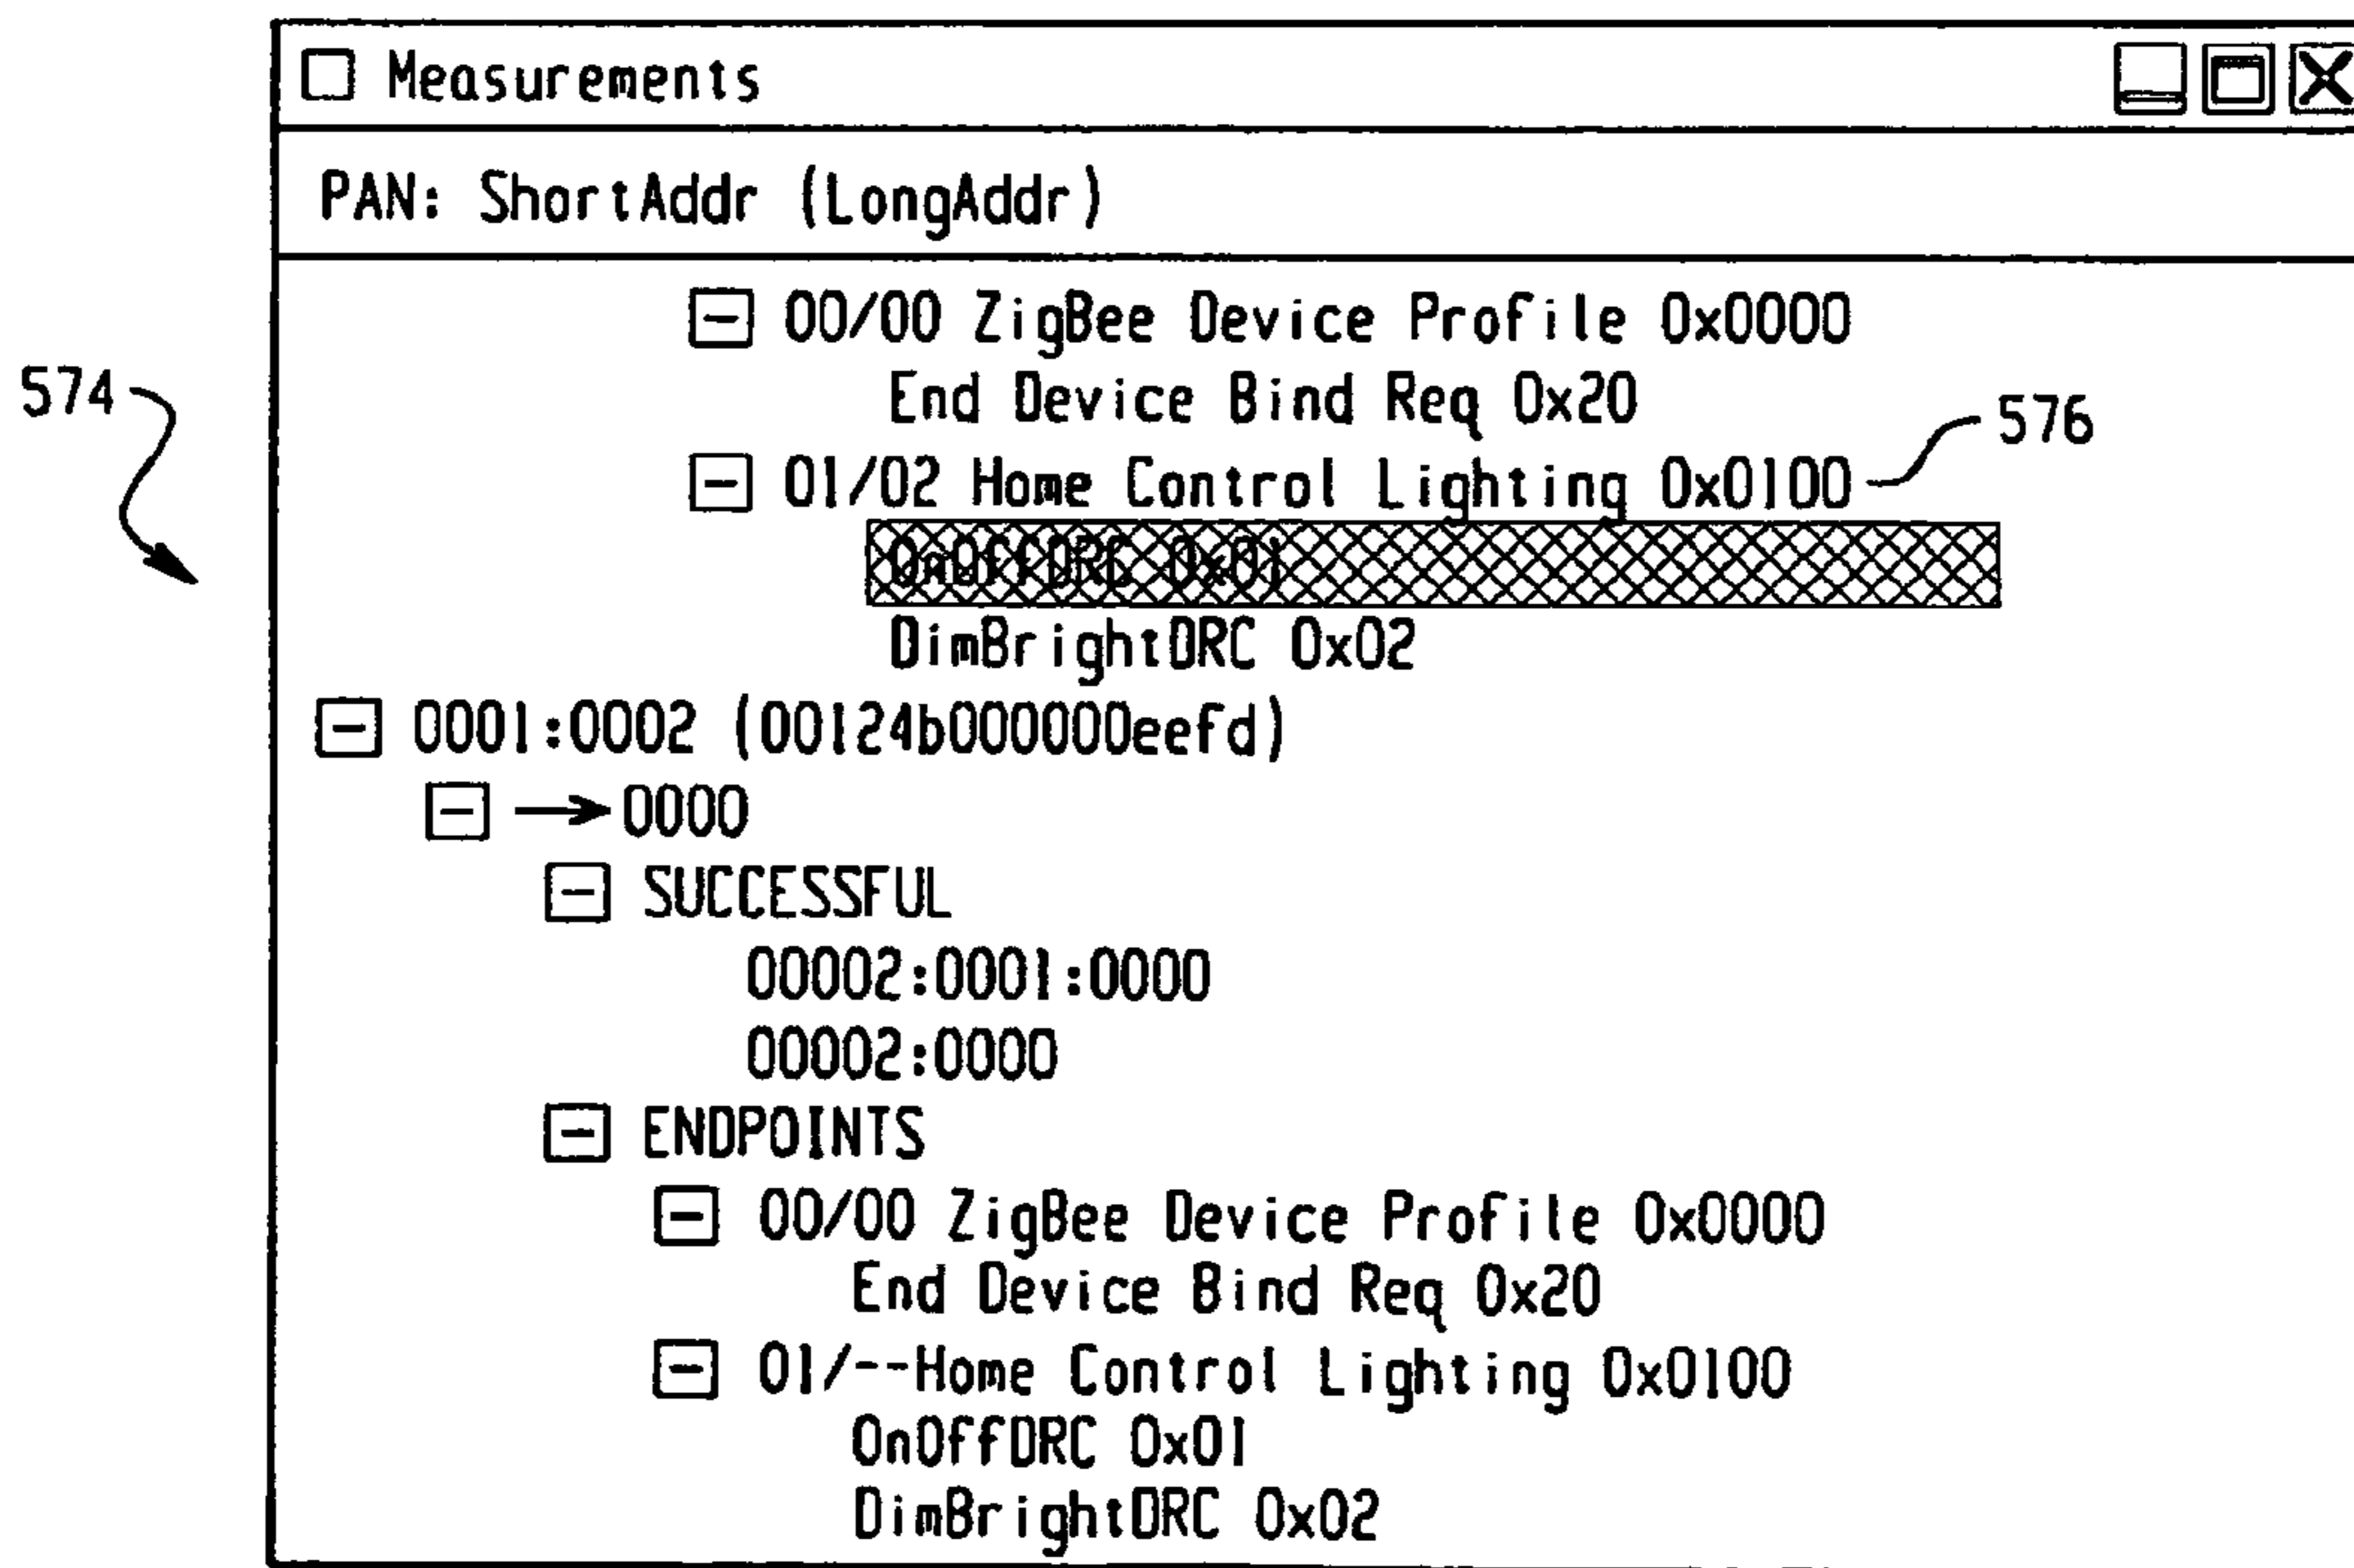 Measurements
PAN: ShortAddr (LongAddr)
00/00 ZigBee Device Profile 0x0000
574
End Device Bind Req 0x20
576
01/02 Home Control Lighting 0x0100
OnOffDRC 0x01
DimBrightDRC 0x02
0001:0002 (00124b000000eefd)
→0000
SUCCESSFUL
00002:0001:0000
00002:0000
ENDPOINTS
00/00 ZigBee Device Profile 0x0000
End Device Bind Req 0x20
01/--Home Control Lighting 0x0100
OnOffDRC 0x01
DimBrightDRC 0x02